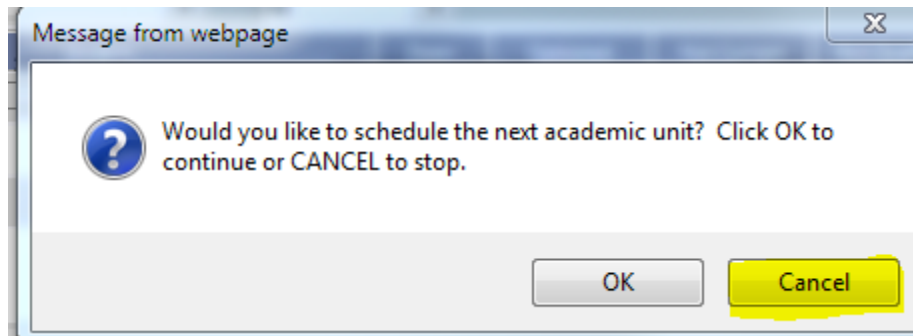 Message from webpage
Would you like to schedule the next academic unit?  Click OK to
continue or CANCEL to stop.
OK
Cancel